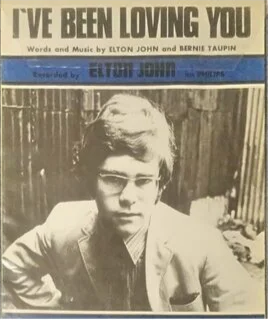 I'VE BEEN LOVING YOU
Words and Music by ELTON JOHN and BERNIE TAUPIN
Recorded by ELTON JOHN on PHILIPS